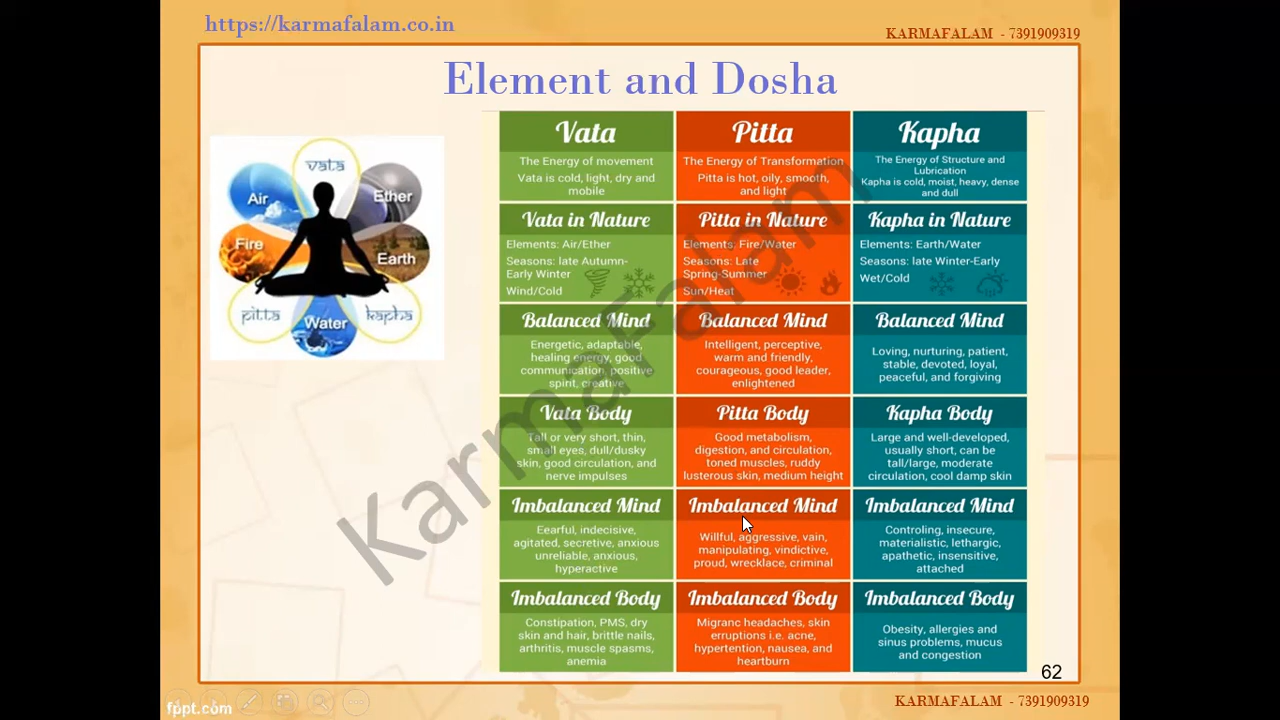 https://karmafalam.co.in
KARMAFALAM - 7391909319
Element and Dosha
vata
Air
Ether
Fire
Earth
pitta
Water
kapha
Vata
The Energy of movement
Vata is cold, light, dry and
mobile
Pitta
The Energy of Transformation
Pitta is hot, oily, smooth,
and light
Kapha
The Energy of Structure and
Lubrication
Kapha is cold, moist, heavy, dense
and dull
Vata in Nature
Elements: Air/Ether
Seasons: late Autumn-
Early Winter
Wind/Cold
Pitta in Nature
Elements: Fire/Water
Seasons: Late
Spring-Summer
Sun/Heat
Kapha in Nature
Elements: Earth/Water
Seasons: late Winter-Early
Wet/Cold
Balanced Mind
Energetic, adaptable,
healing energy, good
communication, positive
spirit, creative
Balanced Mind
Intelligent, perceptive,
warm and friendly,
courageous, good leader,
enlightened
Balanced Mind
Loving, nurturing, patient,
stable, devoted, loyal,
peaceful, and forgiving
Vata Body
Tall or very short, thin,
small eyes, dull/dusky
skin, good circulation, and
nerve impulses
Pitta Body
Good metabolism,
digestion, and circulation,
toned muscles, ruddy
lusterous skin, medium height
Kapha Body
Large and well-developed,
usually short, can be
tall/large, moderate
circulation, cool damp skin
Imbalanced Mind
Eearful, indecisive,
agitated, secretive, anxious
unreliable, anxious,
hyperactive
Imbalanced Mind
Willful, aggressive, vain,
manipulating, vindictive,
proud, wrecklace, criminal
Imbalanced Mind
Controling, insecure,
materialistic, lethargic,
apathetic, insensitive,
attached
Imbalanced Body
Constipation, PMS, dry
skin and hair, brittle nails,
arthritis, muscle spasms,
anemia
Imbalanced Body
Migranc headaches, skin
erruptions i.e. acne,
hypertention, nausea, and
heartburn
Imbalanced Body
Obesity, allergies and
sinus problems, mucus
and congestion
KarmaFalam
62
KARMAFALAM - 7391909319
fppt.com